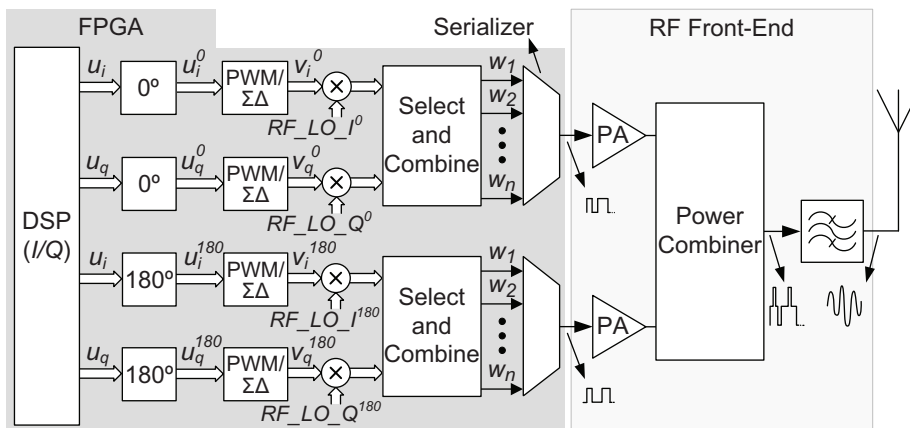 FPGA
Serializer
RF Front-End
DSP
(I/Q)
u_i
0º
u_i^0
PWM/
ΣΔ
v_i^0
RF_LO_I^0
u_q
0º
u_q^0
PWM/
ΣΔ
v_q^0
RF_LO_Q^0
Select
and
Combine
w_1
w_2
w_n
PA
u_i
180º
u_i^180
PWM/
ΣΔ
v_i^180
RF_LO_I^180
u_q
180º
u_q^180
PWM/
ΣΔ
v_q^180
RF_LO_Q^180
Select
and
Combine
w_1
w_2
w_n
PA
Power
Combiner